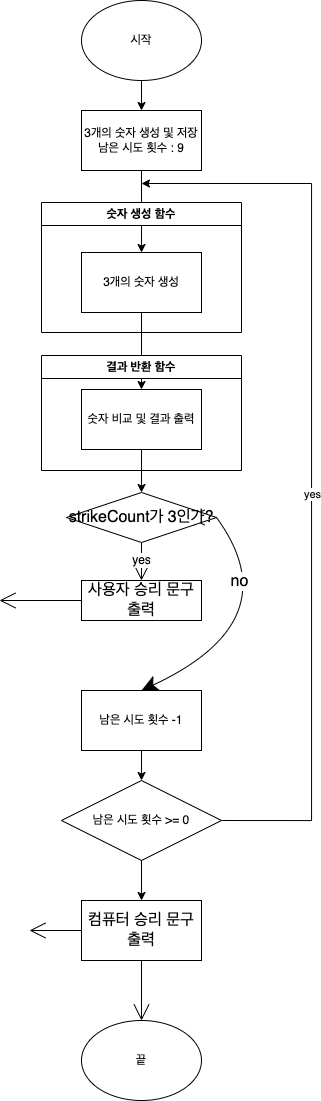 시작
3개의 숫자 생성 및 저장
남은 시도 횟수 : 9
숫자 생성 함수
3개의 숫자 생성
결과 반환 함수
숫자 비교 및 결과 출력
yes
strikeCount가 3인가?
yes
no
사용자 승리 문구
출력
남은 시도 횟수 -1
남은 시도 횟수 >= 0
컴퓨터 승리 문구
출력
끝